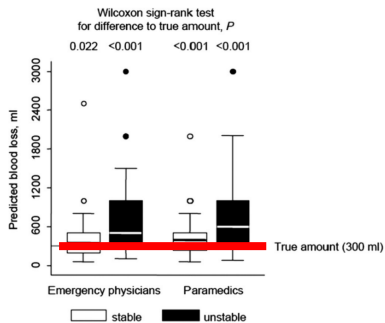 Wilcoxon sign-rank test
for difference to true amount, P
0.022 <0.001 <0.001 <0.001
Predicted blood loss, ml
3000
2400
1800
1200
600
0
True amount (300 ml)
Emergency physicians Paramedics
stable unstable